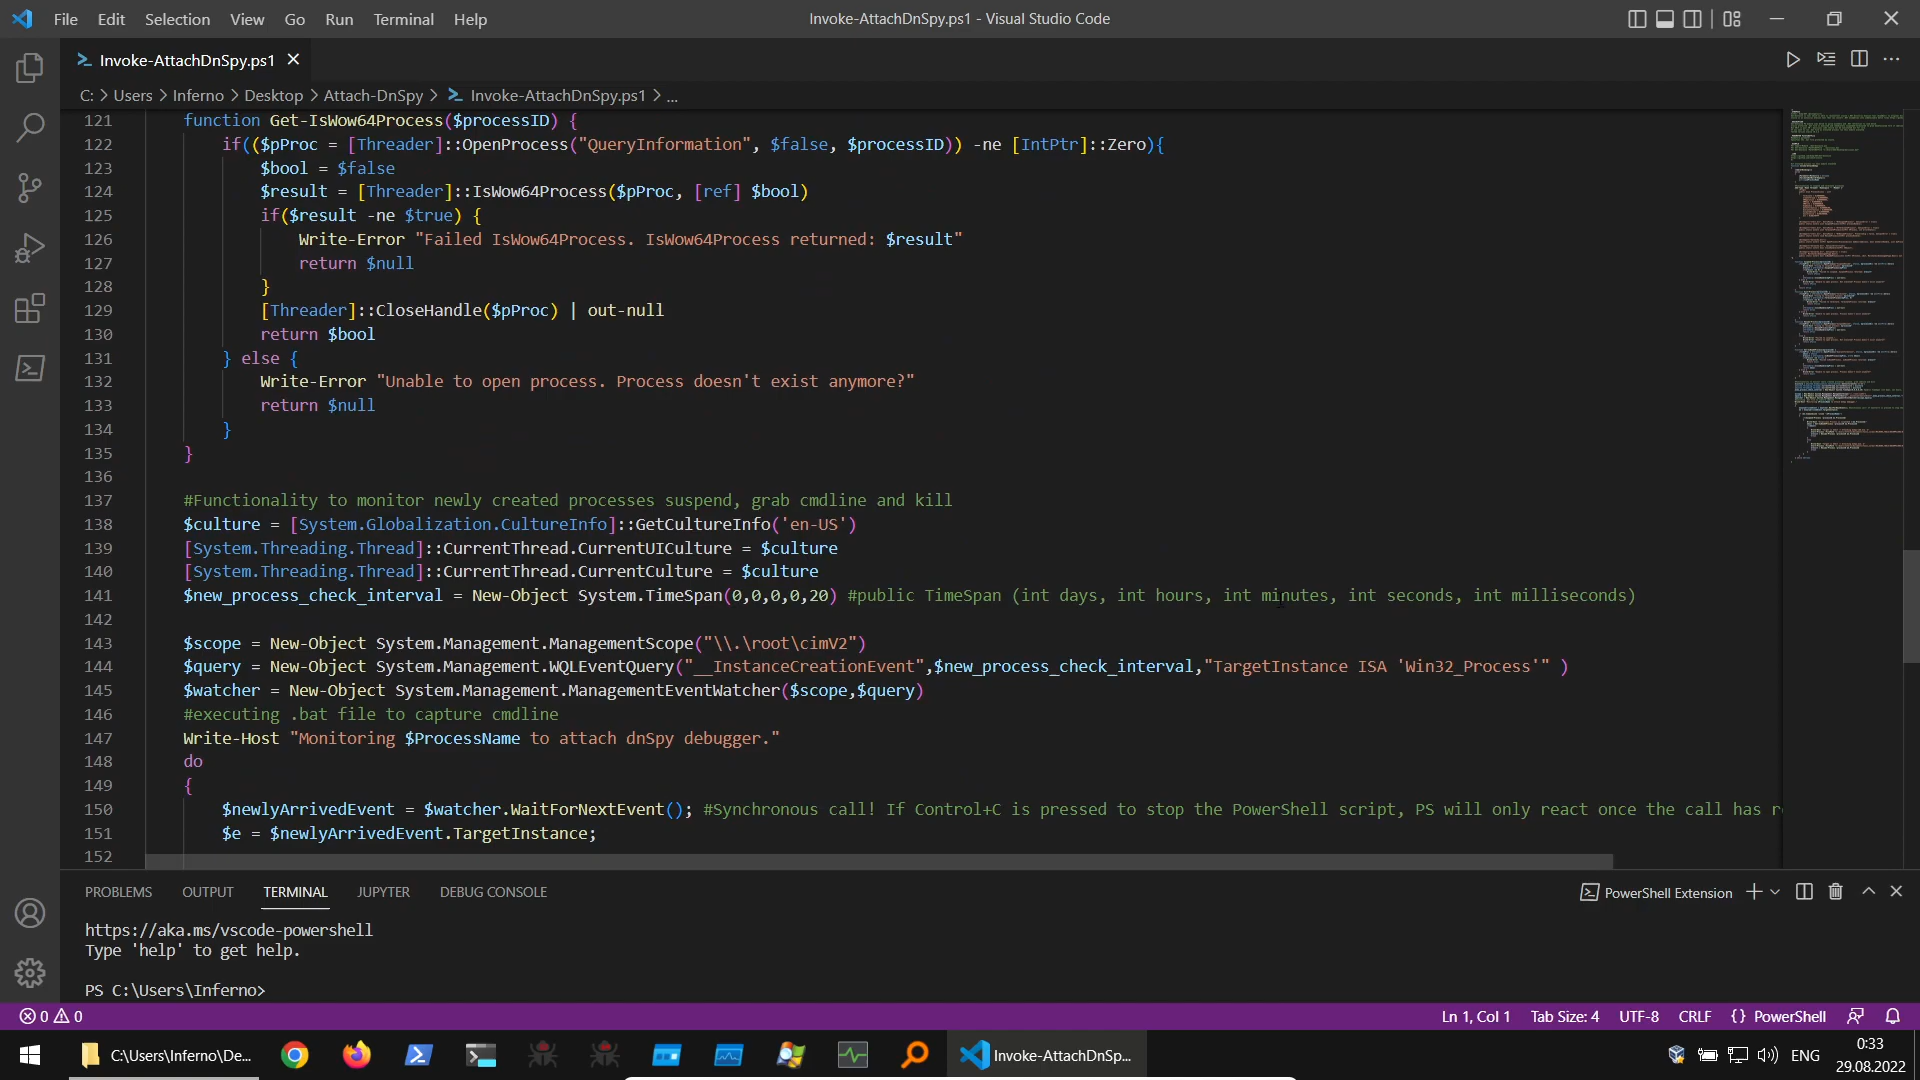 File Edit Selection View Go Run Terminal Help
Invoke-AttachDnSpy.ps1 - Visual Studio Code
Invoke-AttachDnSpy.ps1
C: > Users > Inferno > Desktop > Attach-DnSpy > Invoke-AttachDnSpy.ps1 > ...
121 function Get-IsWow64Process($processID) {
122 if(($pProc = [Threader]::OpenProcess("QueryInformation", $false, $processID)) -ne [IntPtr]::Zero){
123 $bool = $false
124 $result = [Threader]::IsWow64Process($pProc, [ref] $bool)
125 if($result -ne $true) {
126 Write-Error "Failed IsWow64Process. IsWow64Process returned: $result"
127 return $null
128 }
129 [Threader]::CloseHandle($pProc) | out-null
130 return $bool
131 } else {
132 Write-Error "Unable to open process. Process doesn't exist anymore?"
133 return $null
134 }
135 }
136
137 #Functionality to monitor newly created processes suspend, grab cmdline and kill
138 $culture = [System.Globalization.CultureInfo]::GetCultureInfo('en-US')
139 [System.Threading.Thread]::CurrentThread.CurrentUICulture = $culture
140 [System.Threading.Thread]::CurrentThread.CurrentCulture = $culture
141 $new_process_check_interval = New-Object System.TimeSpan(0,0,0,0,20) #public TimeSpan (int days, int hours, int minutes, int seconds, int milliseconds)
142
143 $scope = New-Object System.Management.ManagementScope("\\.\root\cimV2")
144 $query = New-Object System.Management.WQLEventQuery("__InstanceCreationEvent",$new_process_check_interval,"TargetInstance ISA 'Win32_Process'" )
145 $watcher = New-Object System.Management.ManagementEventWatcher($scope,$query)
146 #executing .bat file to capture cmdline
147 Write-Host "Monitoring $ProcessName to attach dnSpy debugger."
148 do
149 {
150 $newlyArrivedEvent = $watcher.WaitForNextEvent(); #Synchronous call! If Control+C is pressed to stop the PowerShell script, PS will only react once the call has r
151 $e = $newlyArrivedEvent.TargetInstance;
152
PROBLEMS OUTPUT TERMINAL JUPYTER DEBUG CONSOLE
PowerShell Extension
https://aka.ms/vscode-powershell
Type 'help' to get help.
PS C:\Users\Inferno>
0 0
Ln 1, Col 1 Tab Size: 4 UTF-8 CRLF {} PowerShell
C:\Users\Inferno\De...
Invoke-AttachDnSp...
ENG
0:33
29.08.2022